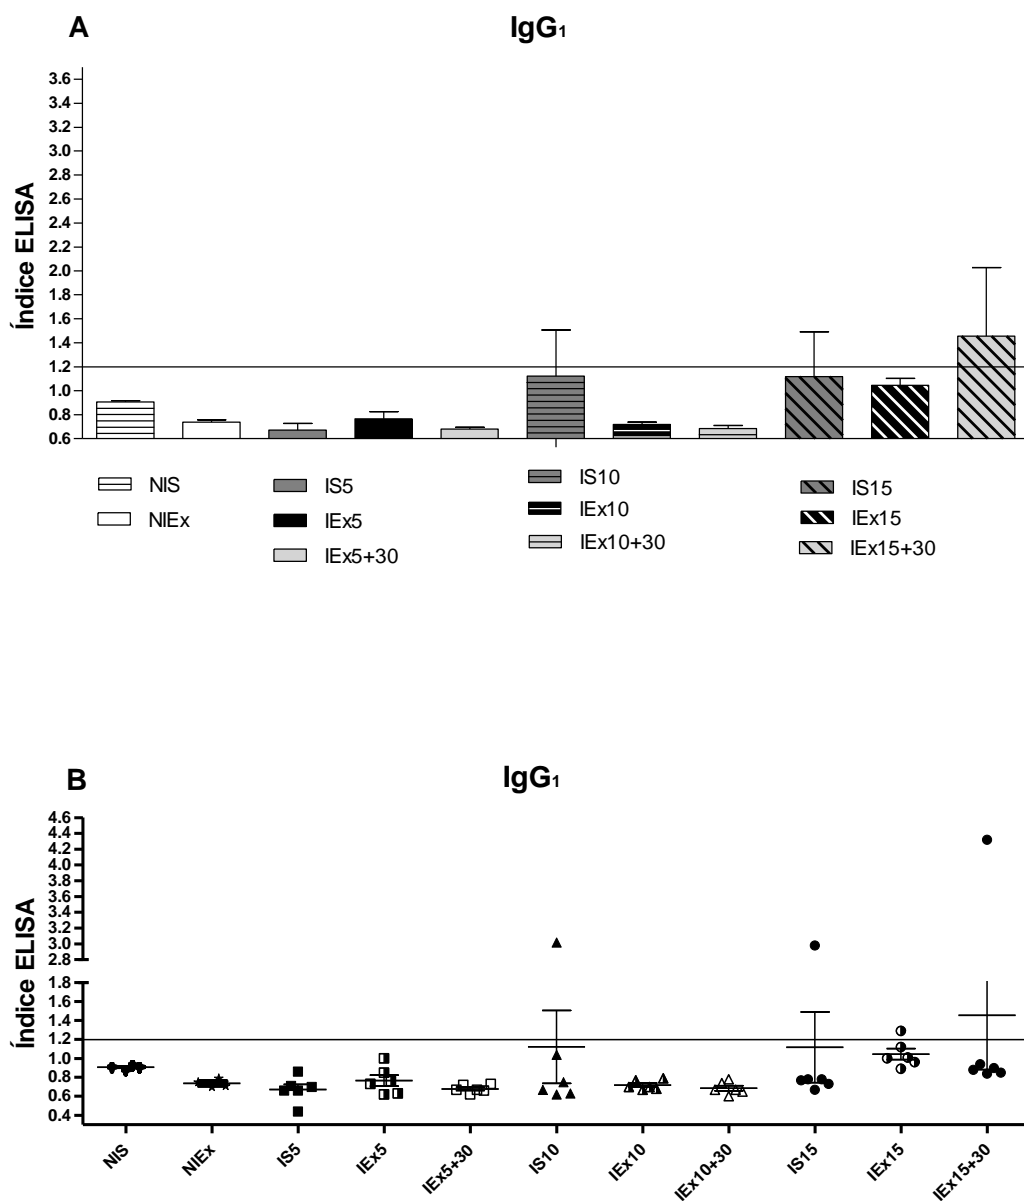 A
IgG1
3.6
3.4
3.2
3.0
2.8
2.6
2.4
2.2
2.0
1.8
1.6
1.4
1.2
1.0
0.8
0.6
Índice ELISA
NIS
NIEx
IS5
IEx5
IEx5+30
IS10
IEx10
IEx10+30
IS15
IEx15
IEx15+30
B
IgG1
4.6
4.4
4.2
4.0
3.8
3.6
3.4
3.2
3.0
2.8
1.8
1.6
1.4
1.2
1.0
0.8
0.6
0.4
Índice ELISA
NIS
NIEx
IS5
IEx5
IEx5+30
IS10
IEx10
IEx10+30
IS15
IEx15
IEx15+30